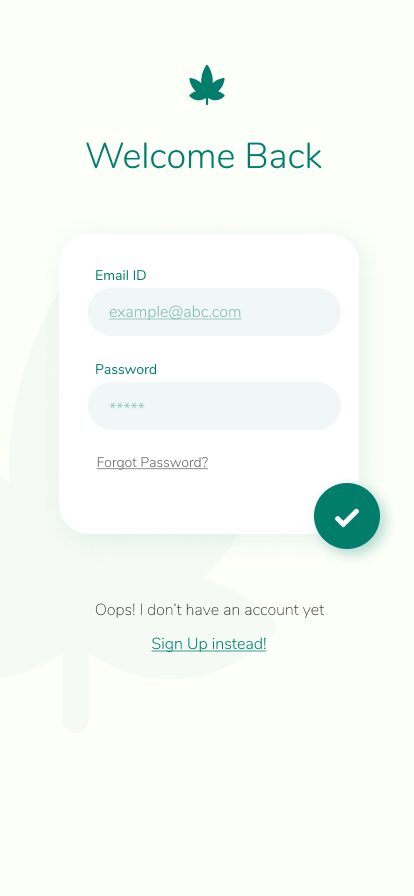 Welcome Back
Email ID
example@abc.com
Password
*****
Forgot Password?
Oops! I don't have an account yet
Sign Up instead!